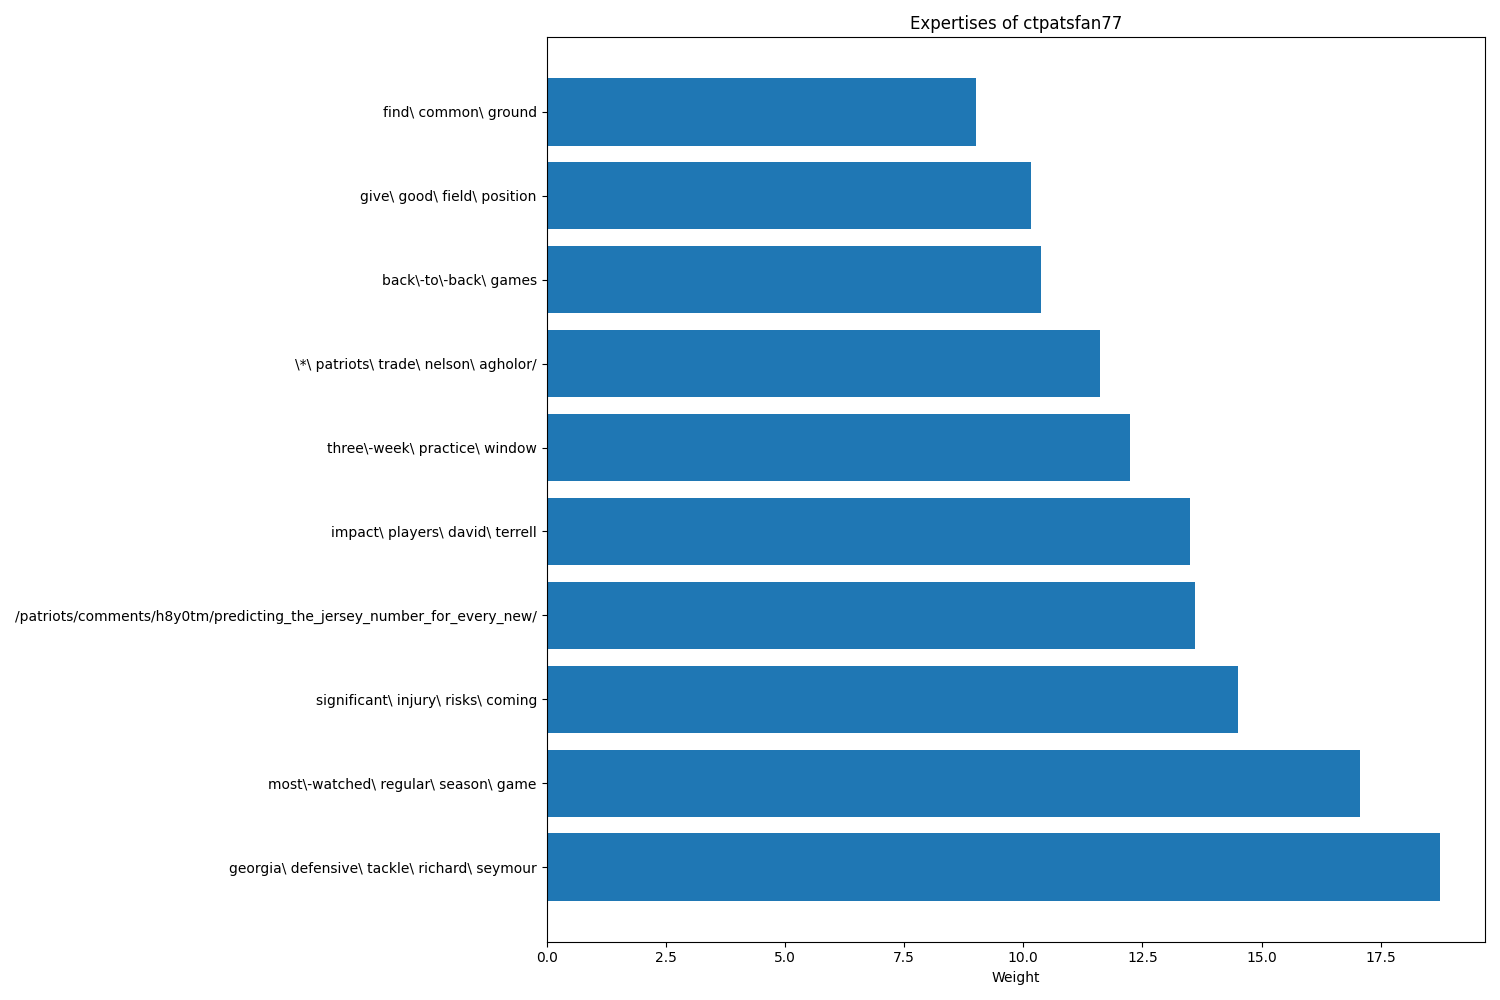 Expertises of ctpatsfan77
find\ common\ ground
give\ good\ field\ position
back\-to\-back\ games
\*\ patriots\ trade\ nelson\ agholor/
three\-week\ practice\ window
impact\ players\ david\ terrell
/patriots/comments/h8y0tm/predicting_the_jersey_number_for_every_new/
significant\ injury\ risks\ coming
most\-watched\ regular\ season\ game
georgia\ defensive\ tackle\ richard\ seymour
0.0 2.5 5.0 7.5 10.0 12.5 15.0 17.5
Weight